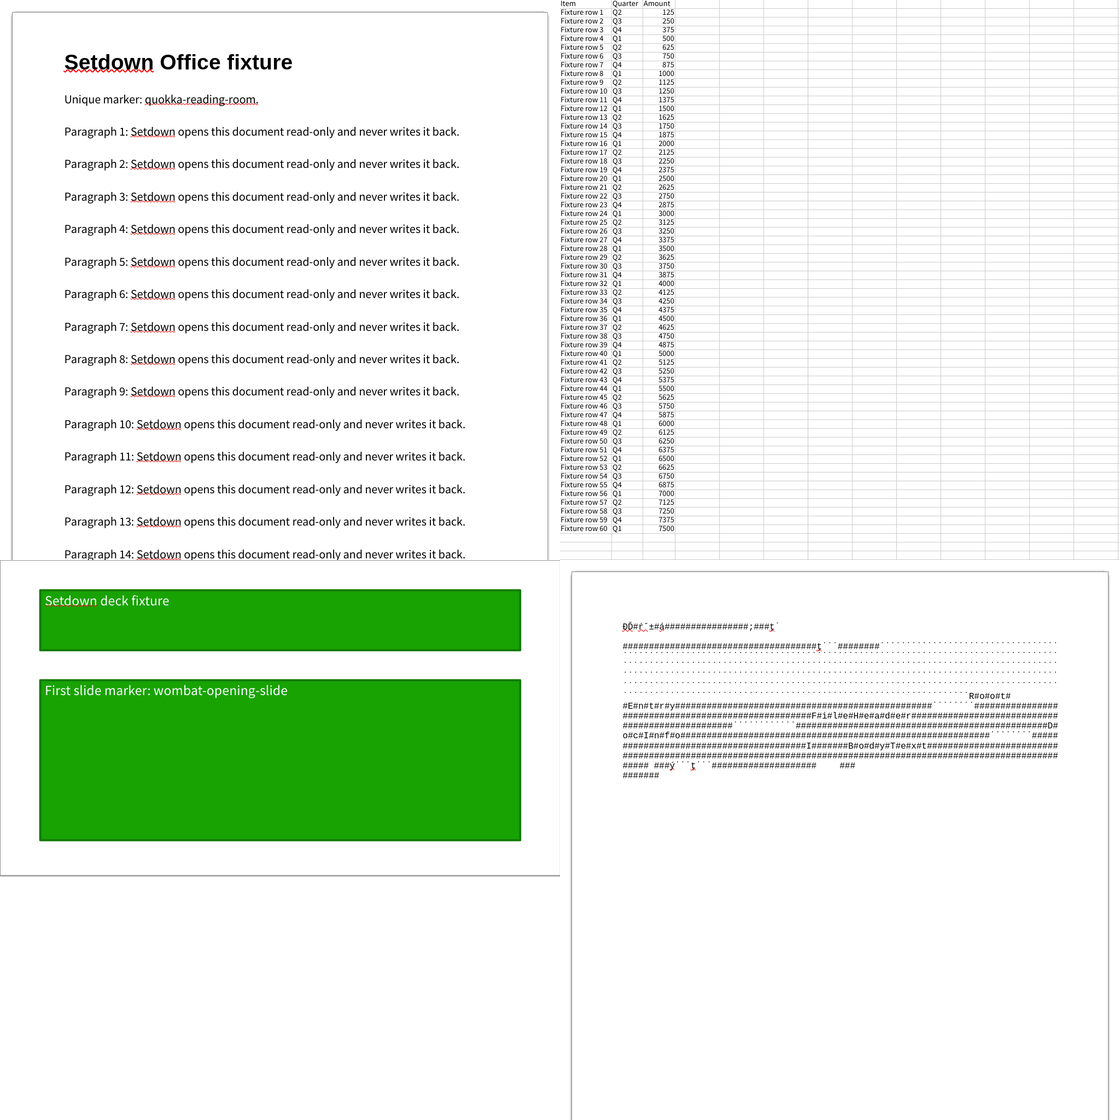 Setdown Office fixture
Unique marker: quokka-reading-room.
Paragraph 1: Setdown opens this document read-only and never writes it back.
Paragraph 2: Setdown opens this document read-only and never writes it back.
Paragraph 3: Setdown opens this document read-only and never writes it back.
Paragraph 4: Setdown opens this document read-only and never writes it back.
Paragraph 5: Setdown opens this document read-only and never writes it back.
Paragraph 6: Setdown opens this document read-only and never writes it back.
Paragraph 7: Setdown opens this document read-only and never writes it back.
Paragraph 8: Setdown opens this document read-only and never writes it back.
Paragraph 9: Setdown opens this document read-only and never writes it back.
Paragraph 10: Setdown opens this document read-only and never writes it back.
Paragraph 11: Setdown opens this document read-only and never writes it back.
Paragraph 12: Setdown opens this document read-only and never writes it back.
Paragraph 13: Setdown opens this document read-only and never writes it back.
Paragraph 14: Setdown opens this document read-only and never writes it back.
Item Quarter Amount
Fixture row 1 Q2 125
Fixture row 2 Q3 250
Fixture row 3 Q4 375
Fixture row 4 Q1 500
Fixture row 5 Q2 625
Fixture row 6 Q3 750
Fixture row 7 Q4 875
Fixture row 8 Q1 1000
Fixture row 9 Q2 1125
Fixture row 10 Q3 1250
Fixture row 11 Q4 1375
Fixture row 12 Q1 1500
Fixture row 13 Q2 1625
Fixture row 14 Q3 1750
Fixture row 15 Q4 1875
Fixture row 16 Q1 2000
Fixture row 17 Q2 2125
Fixture row 18 Q3 2250
Fixture row 19 Q4 2375
Fixture row 20 Q1 2500
Fixture row 21 Q2 2625
Fixture row 22 Q3 2750
Fixture row 23 Q4 2875
Fixture row 24 Q1 3000
Fixture row 25 Q2 3125
Fixture row 26 Q3 3250
Fixture row 27 Q4 3375
Fixture row 28 Q1 3500
Fixture row 29 Q2 3625
Fixture row 30 Q3 3750
Fixture row 31 Q4 3875
Fixture row 32 Q1 4000
Fixture row 33 Q2 4125
Fixture row 34 Q3 4250
Fixture row 35 Q4 4375
Fixture row 36 Q1 4500
Fixture row 37 Q2 4625
Fixture row 38 Q3 4750
Fixture row 39 Q4 4875
Fixture row 40 Q1 5000
Fixture row 41 Q2 5125
Fixture row 42 Q3 5250
Fixture row 43 Q4 5375
Fixture row 44 Q1 5500
Fixture row 45 Q2 5625
Fixture row 46 Q3 5750
Fixture row 47 Q4 5875
Fixture row 48 Q1 6000
Fixture row 49 Q2 6125
Fixture row 50 Q3 6250
Fixture row 51 Q4 6375
Fixture row 52 Q1 6500
Fixture row 53 Q2 6625
Fixture row 54 Q3 6750
Fixture row 55 Q4 6875
Fixture row 56 Q1 7000
Fixture row 57 Q2 7125
Fixture row 58 Q3 7250
Fixture row 59 Q4 7375
Fixture row 60 Q1 7500
Setdown deck fixture
First slide marker: wombat-opening-slide
R#o#o#t#
#E#n#t#r#y
F#i#l#e#H#e#a#d#e#r
D#
o#c#I#n#f#o
B#o#d#y#T#e#x#t